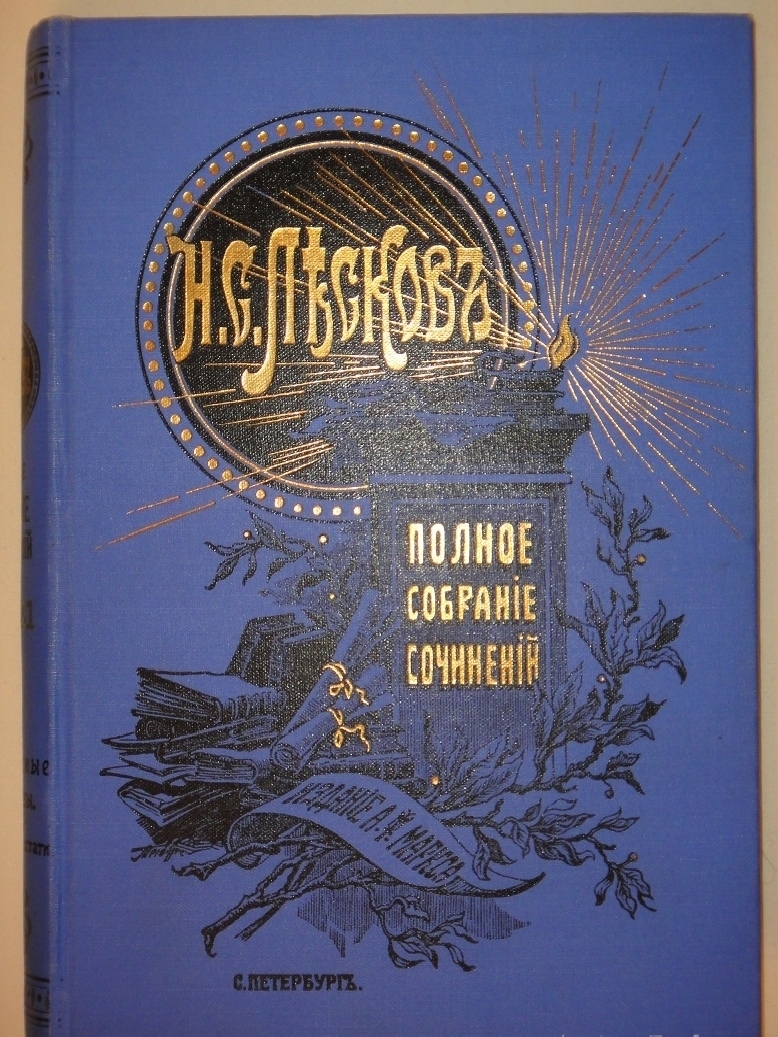 Н.С.ЛѢСКОВЪ
ПОЛНОЕ
СОБРАНІЕ
СОЧИНЕНІЙ
ИЗДАНІЕ А.Ф МАРКСА
С.ПЕТЕРБУРГЪ.